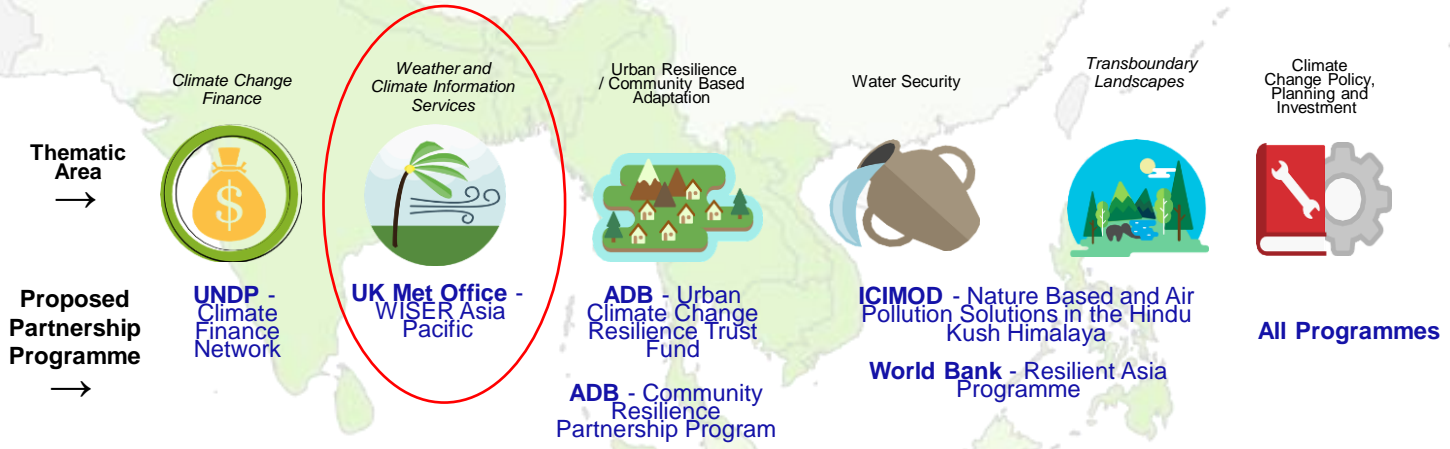 Climate Change
Finance
Weather and
Climate Information
Services
Urban Resilience
/ Community Based
Adaptation
Water Security
Transboundary
Landscapes
Climate
Change Policy,
Planning and
Investment
Thematic
Area
→
$
Proposed
Partnership
Programme
→
UNDP -
Climate
Finance
Network
UK Met Office -
WISER Asia
Pacific
ADB - Urban
Climate Change
Resilience Trust
Fund
ADB - Community
Resilience
Partnership Program
ICIMOD - Nature Based and Air
Pollution Solutions in the Hindu
Kush Himalaya
World Bank - Resilient Asia
Programme
All Programmes